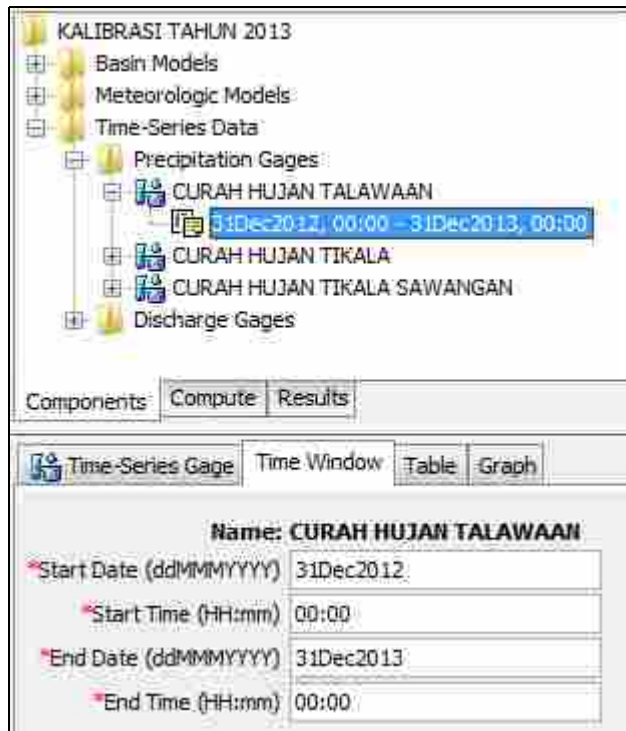 KALIBRASI TAHUN 2013
Basin Models
Meteorologic Models
Time-Series Data
Precipitation Gages
CURAH HUJAN TALAWAAN
31Dec2012, 00:00 - 31Dec2013, 00:00
CURAH HUJAN TIKALA
CURAH HUJAN TIKALA SAWANGAN
Discharge Gages
Components Compute Results
Time-Series Gage Time Window Table Graph
Name: CURAH HUJAN TALAWAAN
*Start Date (ddMMMYYYY) 31Dec2012
*Start Time (HH:mm) 00:00
*End Date (ddMMMYYYY) 31Dec2013
*End Time (HH:mm) 00:00